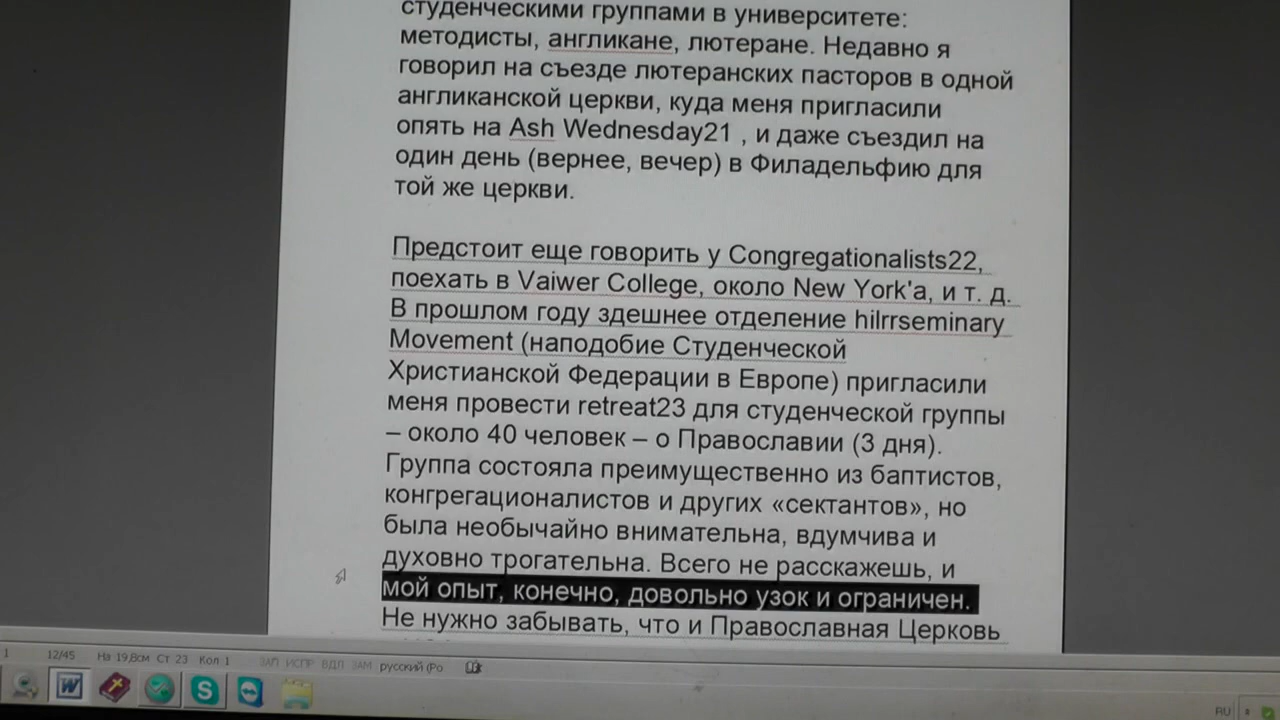 студенческими группами в университете:
методисты, англикане, лютеране. Недавно я
говорил на съезде лютеранских пасторов в одной
англиканской церкви, куда меня пригласили
опять на Ash Wednesday21 , и даже съездил на
один день (вернее, вечер) в Филадельфию для
той же церкви.
Предстоит еще говорить у Congregationalists22,
поехать в Vaiwer College, около New York'a, и т. д.
В прошлом году здешнее отделение hilrrseminary
Movement (наподобие Студенческой
Христианской Федерации в Европе) пригласили
меня провести retreat23 для студенческой группы
– около 40 человек – о Православии (3 дня).
Группа состояла преимущественно из баптистов,
конгрегационалистов и других «сектантов», но
была необычайно внимательна, вдумчива и
духовно трогательна. Всего не расскажешь, и
мой опыт, конечно, довольно узок и ограничен.
Не нужно забывать, что и Православная Церковь
1 12/45 На 19,8см Ст 23 Кол 1 ЗАП ИСПР ВДЛ ЗАМ русский (Ро
W S RU